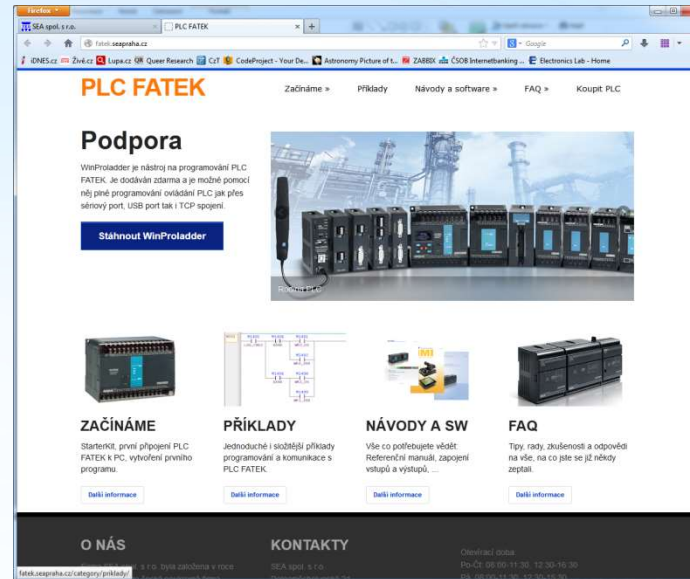 Firefox
SEA spol. s r.o.
PLC FATEK
fatek.seapraha.cz
Google
iDNES.cz
Živě.cz
Lupa.cz
Queer Research
CzT
CodeProject - Your De...
Astronomy Picture of t...
ZABBIX
ČSOB Internetbanking ...
Electronics Lab - Home
PLC FATEK
Začínáme »
Příklady
Návody a software »
FAQ »
Koupit PLC
Podpora
WinProladder je nástroj na programování PLC
FATEK. Je dodáván zdarma a je možné pomocí
něj plné programování ovládání PLC jak přes
sériový port, USB port tak i TCP spojení.
Stáhnout WinProladder
Rodina PLC
ZAČÍNÁME
StarterKit, první připojení PLC
FATEK k PC, vytvoření prvního
programu.
Další informace
PŘÍKLADY
Jednoduché i složitější příklady
programování a komunikace s
PLC FATEK.
Další informace
NÁVODY A SW
Vše co potřebujete vědět.
Referenční manuál, zapojení
vstupů a výstupů, ...
Další informace
FAQ
Tipy, rady, zkušenosti a odpovědi
na vše, na co jste se již někdy
zeptali.
Další informace
O NÁS
KONTAKTY
SEA spol. s r.o.
Otevírací doba:
Po-Čt: 08:00-11:30, 12:30-16:30
fatek.seapraha.cz/category/priklady/